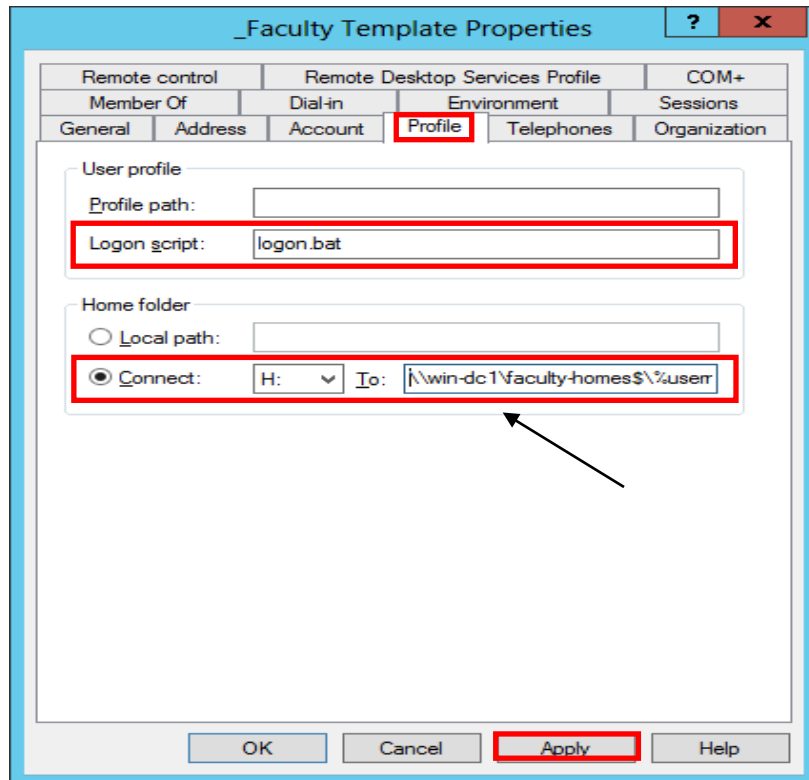 _Faculty Template Properties ? x
Remote control Remote Desktop Services Profile COM+
Member Of Dial-in Environment Sessions
General Address Account Profile Telephones Organization
User profile
Profile path:
Logon script: logon.bat
Home folder
Local path:
Connect: H: To: \\win-dc1\faculty-homes$\%usern
OK Cancel Apply Help